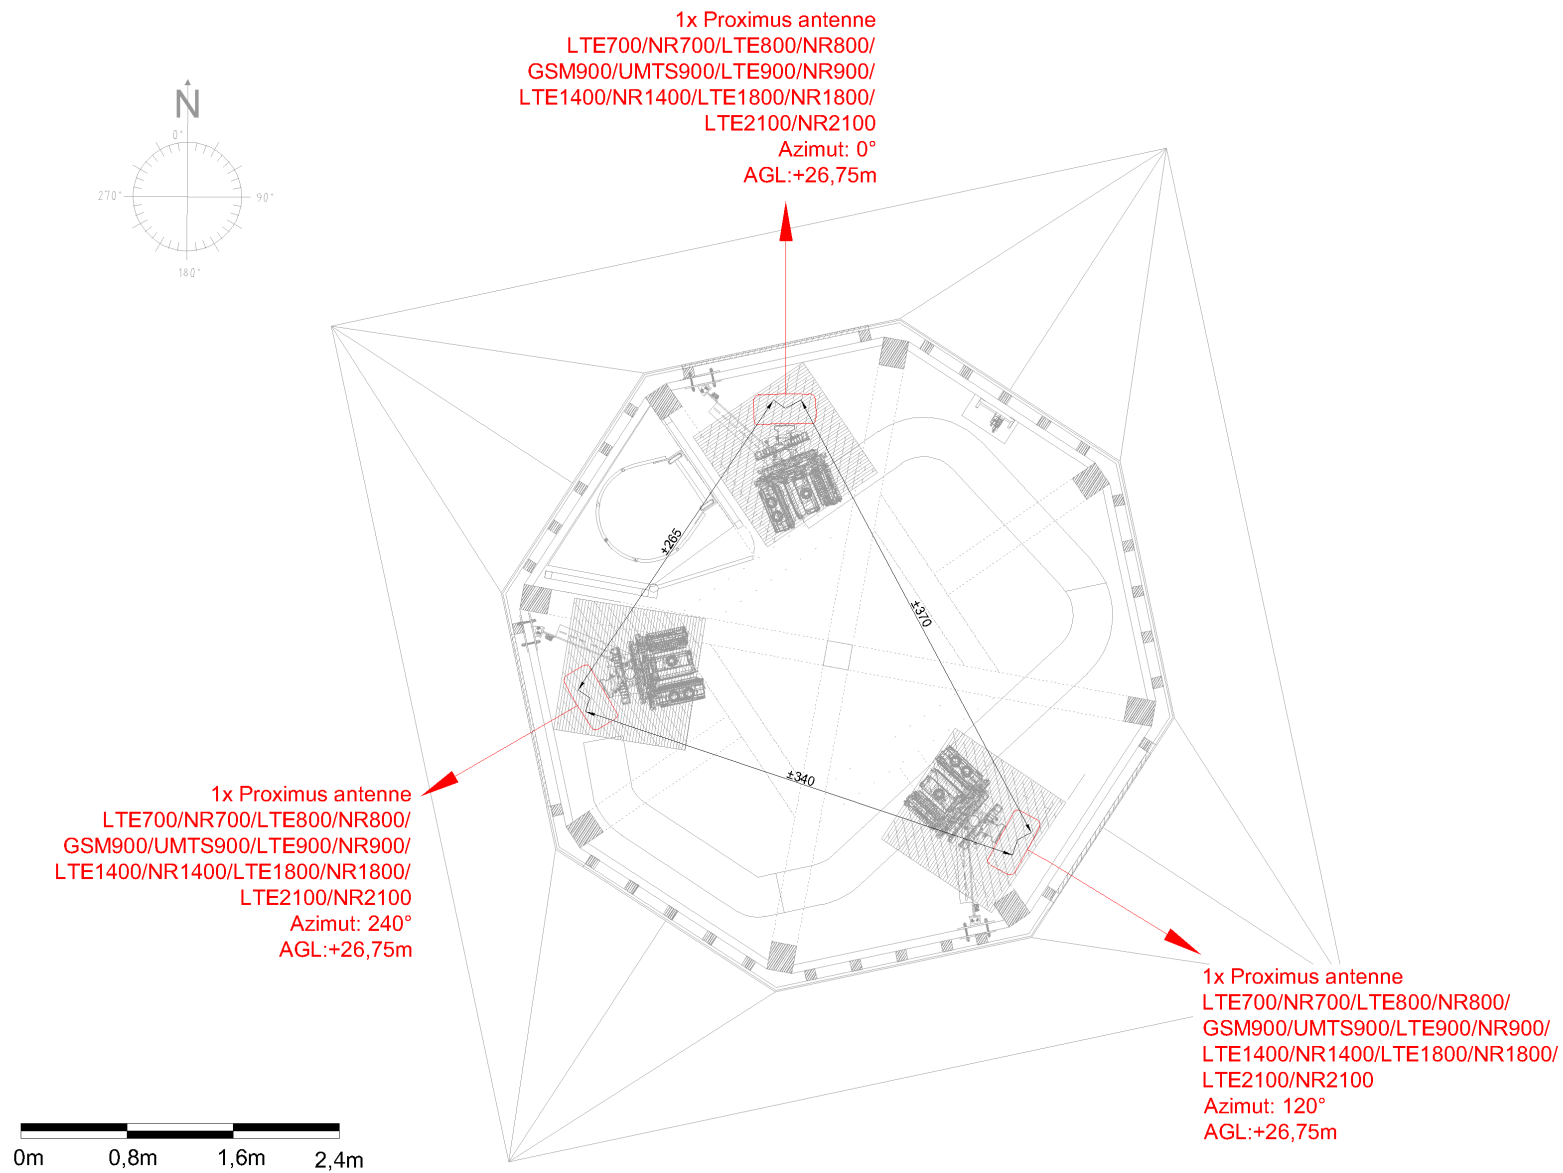 1x Proximus antenne
LTE700/NR700/LTE800/NR800/
GSM900/UMTS900/LTE900/NR900/
LTE1400/NR1400/LTE1800/NR1800/
LTE2100/NR2100
Azimut: 0°
AGL:+26,75m
N
0°
270°
90°
180°
±265
±370
±340
1x Proximus antenne
LTE700/NR700/LTE800/NR800/
GSM900/UMTS900/LTE900/NR900/
LTE1400/NR1400/LTE1800/NR1800/
LTE2100/NR2100
Azimut: 240°
AGL:+26,75m
1x Proximus antenne
LTE700/NR700/LTE800/NR800/
GSM900/UMTS900/LTE900/NR900/
LTE1400/NR1400/LTE1800/NR1800/
LTE2100/NR2100
Azimut: 120°
AGL:+26,75m
0m 0,8m 1,6m 2,4m